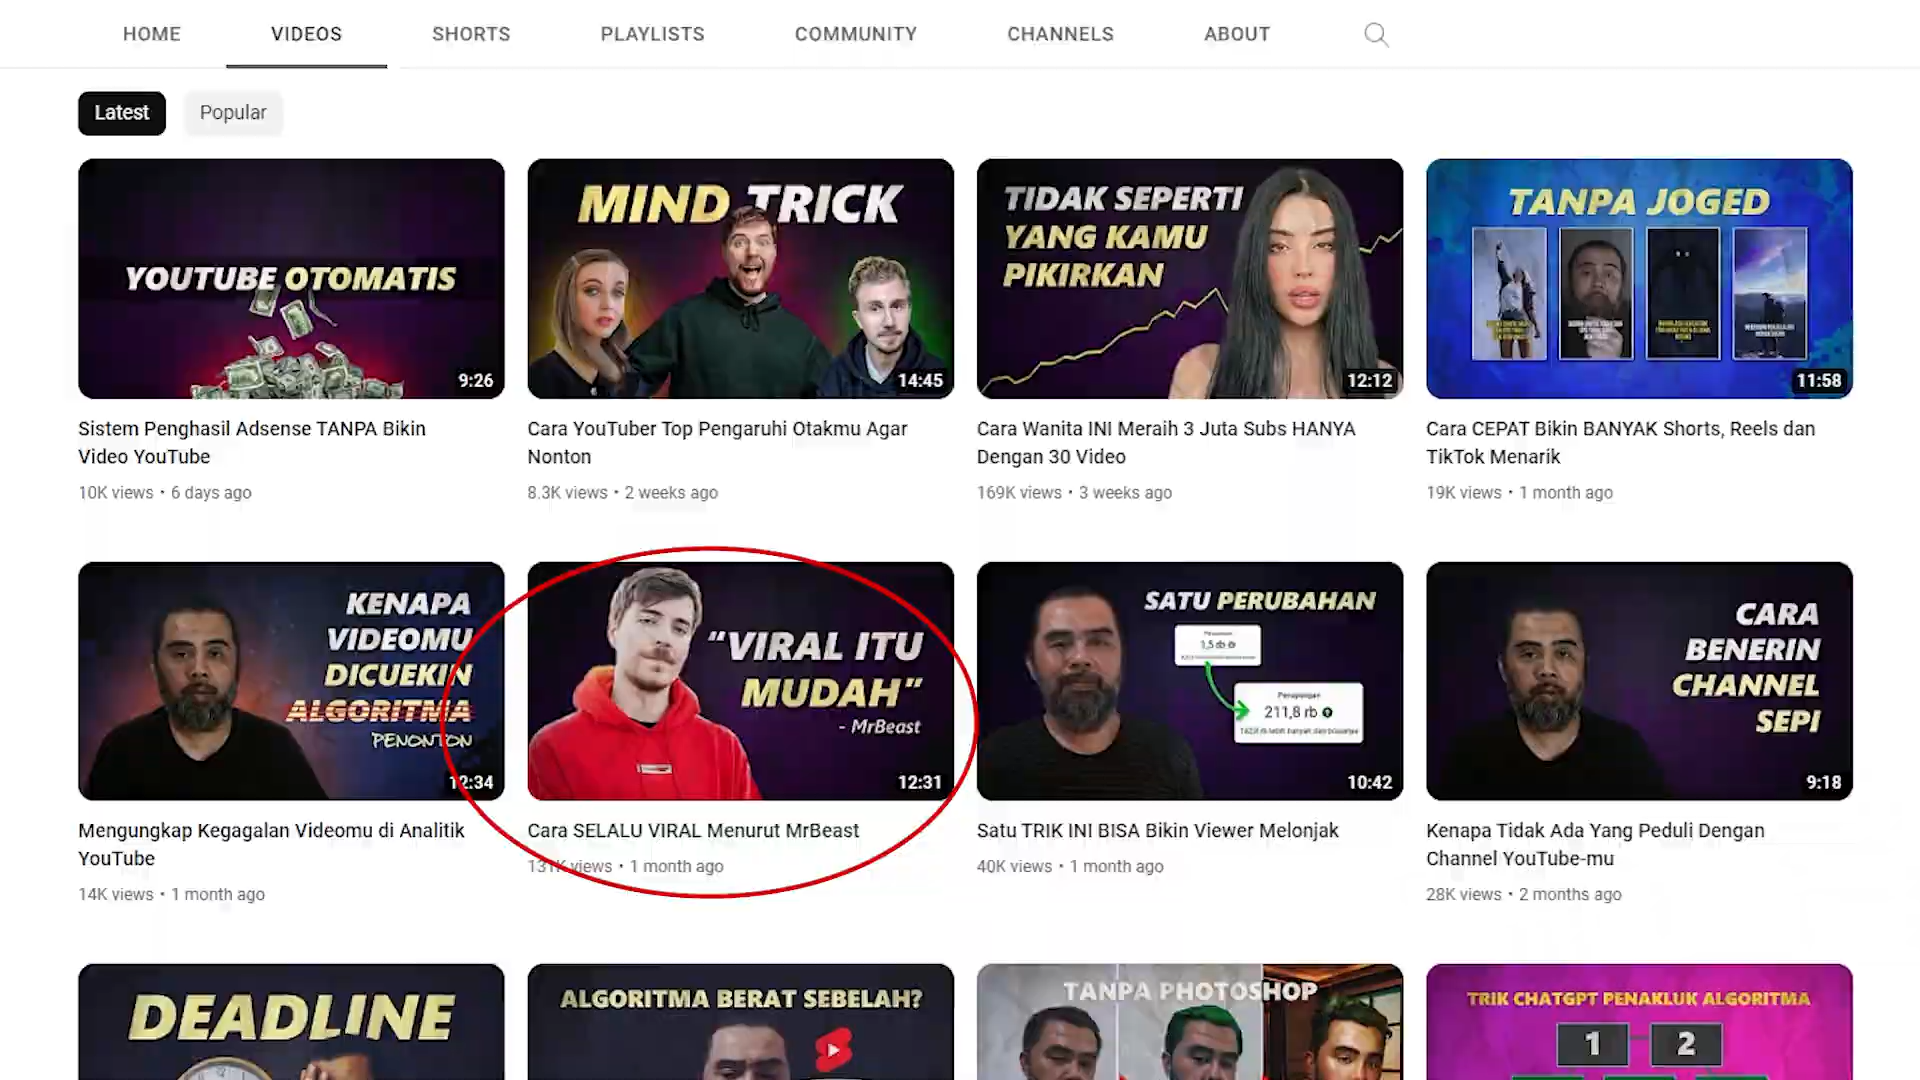 HOME
VIDEOS
SHORTS
PLAYLISTS
COMMUNITY
CHANNELS
ABOUT
Latest
Popular
YOUTUBE OTOMATIS
9:26
Sistem Penghasil Adsense TANPA Bikin
Video YouTube
10K views • 6 days ago
MIND TRICK
14:45
Cara YouTuber Top Pengaruhi Otakmu Agar
Nonton
8.3K views • 2 weeks ago
TIDAK SEPERTI
YANG KAMU
PIKIRKAN
12:12
Cara Wanita INI Meraih 3 Juta Subs HANYA
Dengan 30 Video
169K views • 3 weeks ago
TANPA JOGED
11:58
Cara CEPAT Bikin BANYAK Shorts, Reels dan
TikTok Menarik
19K views • 1 month ago
KENAPA
VIDEOMU
DICUEKIN
ALGORITMA
PENONTON
12:34
Mengungkap Kegagalan Videomu di Analitik
YouTube
14K views • 1 month ago
“VIRAL ITU
MUDAH”
- MrBeast
12:31
Cara SELALU VIRAL Menurut MrBeast
131K views • 1 month ago
SATU PERUBAHAN
1,5 rb
Penayangan
211,8 rb
10:42
Satu TRIK INI BISA Bikin Viewer Melonjak
40K views • 1 month ago
CARA
BENERIN
CHANNEL
SEPI
9:18
Kenapa Tidak Ada Yang Peduli Dengan
Channel YouTube-mu
28K views • 2 months ago
DEADLINE
ALGORITMA BERAT SEBELAH?
TANPA PHOTOSHOP
TRIK CHATGPT PENAKLUK ALGORITMA
1
2